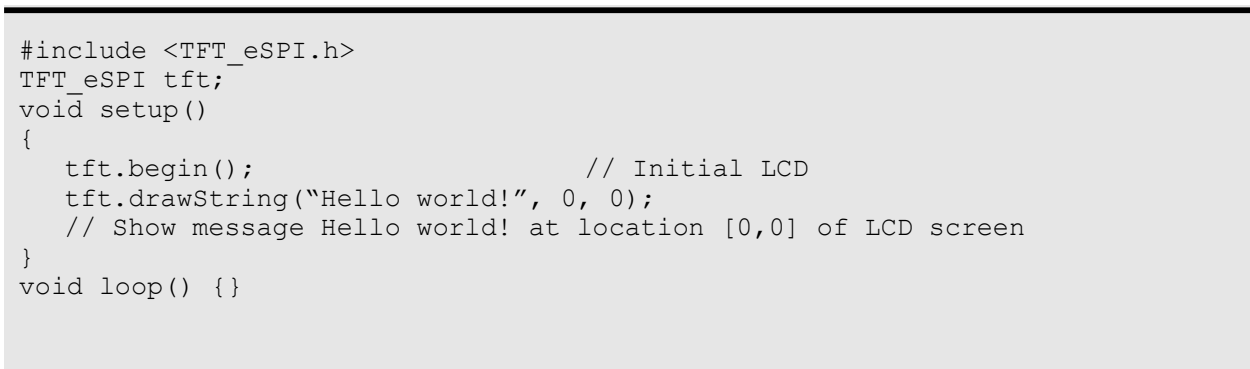 #include <TFT_eSPI.h>
TFT_eSPI tft;
void setup()
{
tft.begin(); // Initial LCD
tft.drawString(“Hello world!”, 0, 0);
// Show message Hello world! at location [0,0] of LCD screen
}
void loop() {}